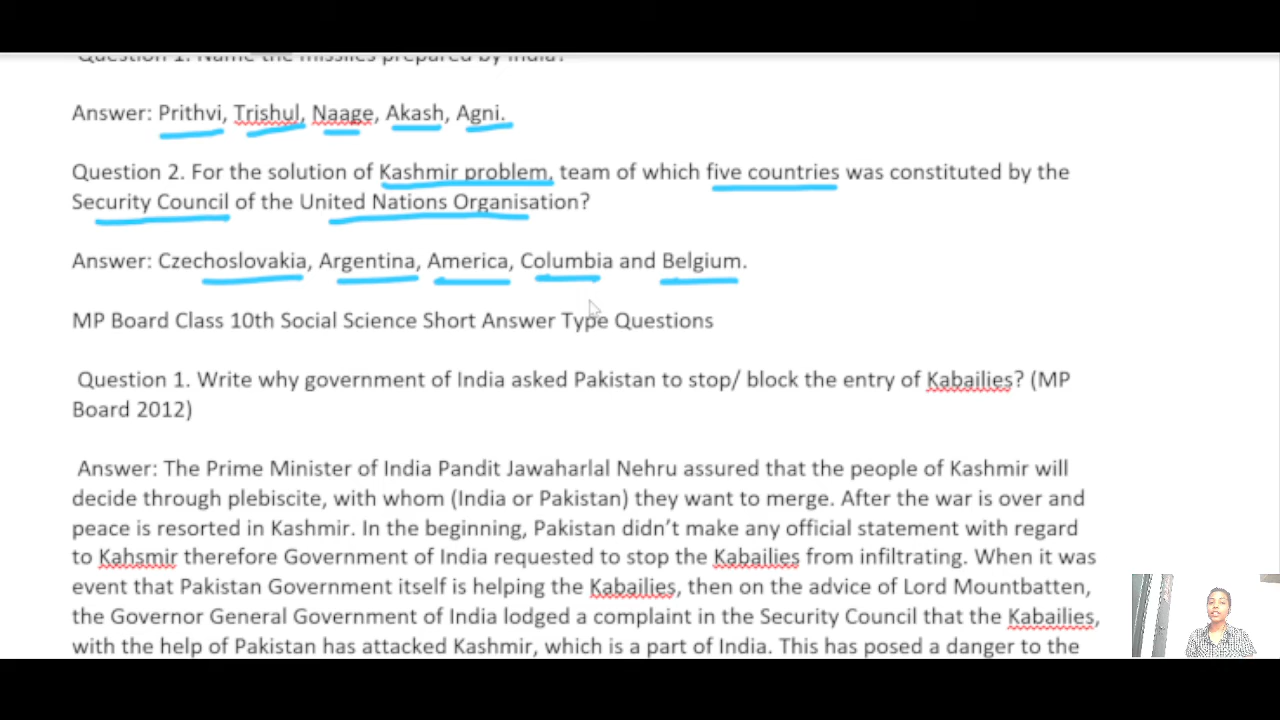 Question 1. Name the missiles prepared by India?
Answer: Prithvi, Trishul, Naage, Akash, Agni.
Question 2. For the solution of Kashmir problem, team of which five countries was constituted by the
Security Council of the United Nations Organisation?
Answer: Czechoslovakia, Argentina, America, Columbia and Belgium.
MP Board Class 10th Social Science Short Answer Type Questions
Question 1. Write why government of India asked Pakistan to stop/ block the entry of Kabailies? (MP
Board 2012)
Answer: The Prime Minister of India Pandit Jawaharlal Nehru assured that the people of Kashmir will
decide through plebiscite, with whom (India or Pakistan) they want to merge. After the war is over and
peace is resorted in Kashmir. In the beginning, Pakistan didn’t make any official statement with regard
to Kahsmir therefore Government of India requested to stop the Kabailies from infiltrating. When it was
event that Pakistan Government itself is helping the Kabailies, then on the advice of Lord Mountbatten,
the Governor General Government of India lodged a complaint in the Security Council that the Kabailies,
with the help of Pakistan has attacked Kashmir, which is a part of India. This has posed a danger to the